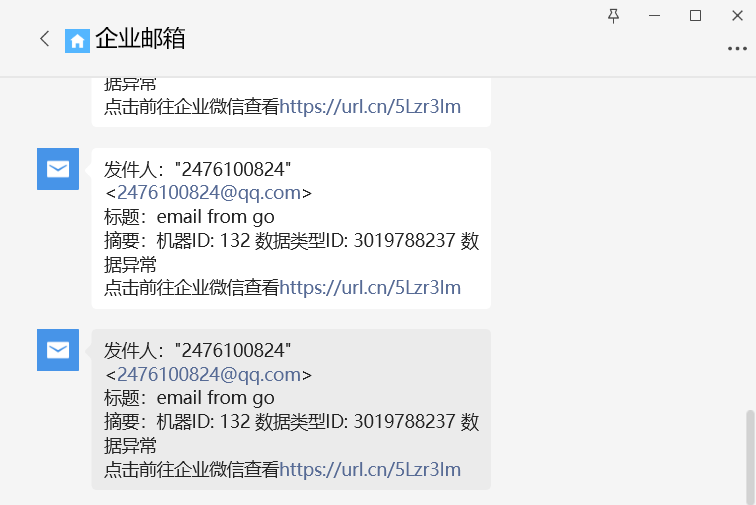 企业邮箱
据异常
点击前往企业微信查看https://url.cn/5Lzr3Im
发件人："2476100824"
<2476100824@qq.com>
标题：email from go
摘要：机器ID: 132 数据类型ID: 3019788237 数
据异常
点击前往企业微信查看https://url.cn/5Lzr3Im
发件人："2476100824"
<2476100824@qq.com>
标题：email from go
摘要：机器ID: 132 数据类型ID: 3019788237 数
据异常
点击前往企业微信查看https://url.cn/5Lzr3Im